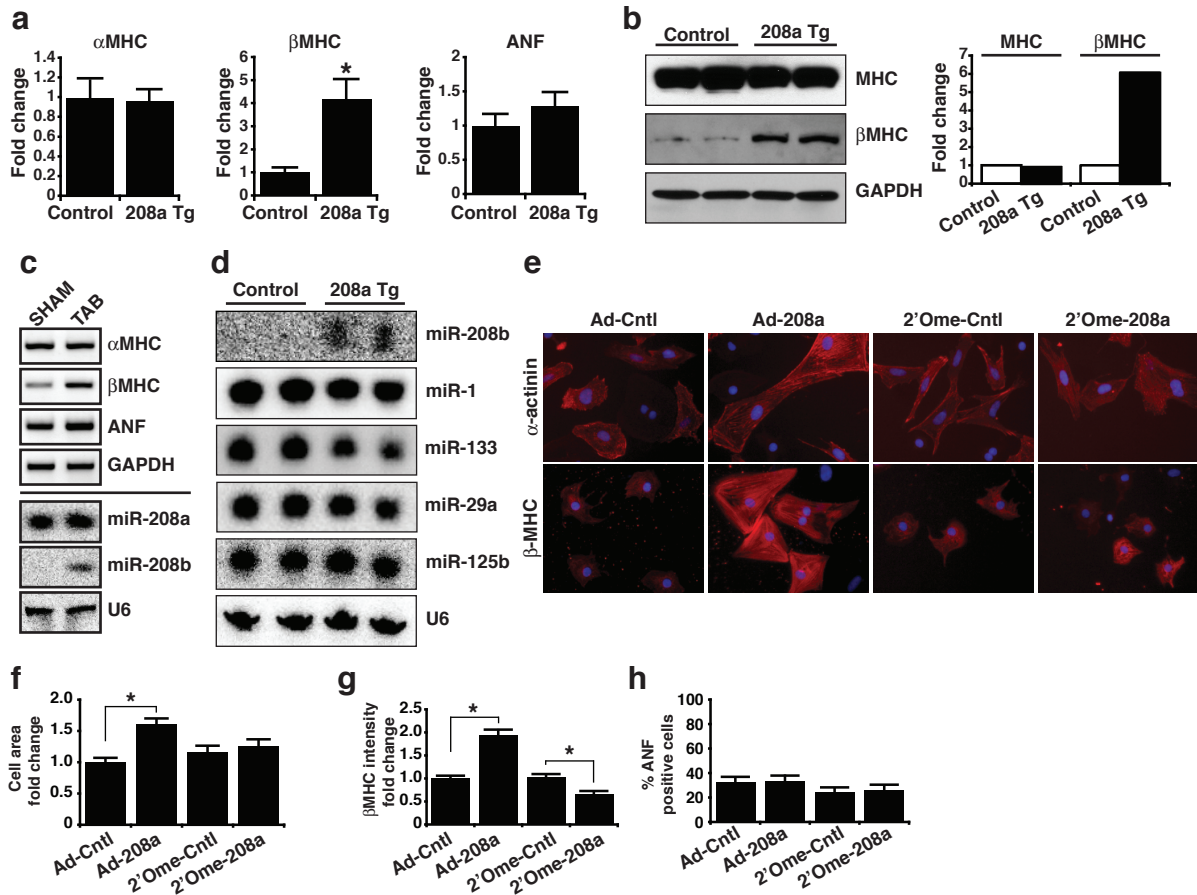 a
αMHC
Fold change
1.4
1.2
1
0.8
0.6
0.4
0.2
0
Control 208a Tg
βMHC
Fold change
6
5
4
3
2
1
0
*
Control 208a Tg
ANF
Fold change
2
1.5
1
0.5
0
Control 208a Tg
b
Control 208a Tg
MHC
βMHC
GAPDH
MHC βMHC
Fold change
7
6
5
4
3
2
1
0
Control
208a Tg
Control
208a Tg
c
SHAM
TAB
αMHC
βMHC
ANF
GAPDH
miR-208a
miR-208b
U6
d
Control 208a Tg
miR-208b
miR-1
miR-133
miR-29a
miR-125b
U6
e
Ad-Cntl Ad-208a 2'Ome-Cntl 2'Ome-208a
α-actinin
β-MHC
f
Cell area
fold change
2.0
1.5
1.0
0.5
0
*
Ad-Cntl
Ad-208a
2'Ome-Cntl
2'Ome-208a
g
βMHC intensity
fold change
2.5
2.0
1.5
1.0
0.5
0
*
*
Ad-Cntl
Ad-208a
2'Ome-Cntl
2'Ome-208a
h
% ANF
positive cells
100
80
60
40
20
0
Ad-Cntl
Ad-208a
2'Ome-Cntl
2'Ome-208a